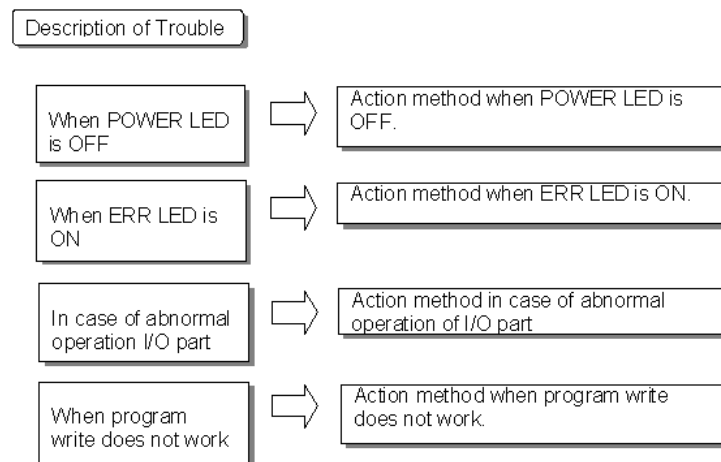 Description of Trouble
When POWER LED
is OFF
Action method when POWER LED is
OFF.
When ERR LED is
ON
Action method when ERR LED is ON.
In case of abnormal
operation I/O part
Action method in case of abnormal
operation of I/O part
When program
write does not work
Action method when program write
does not work.